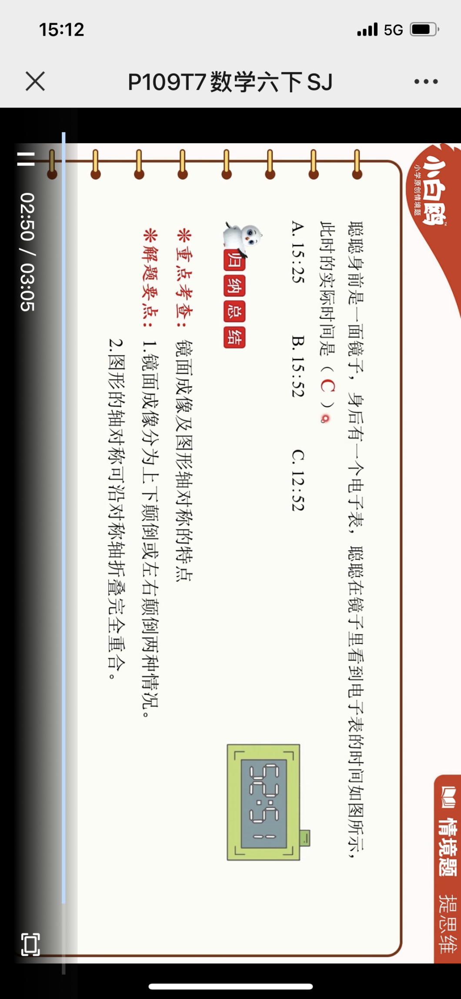 15:12
5G
P109T7数学六下SJ
小白鸥
TM
小学原创情境题
情境题 提思维
聪聪身前是一面镜子，身后有一个电子表，聪聪在镜子里看到电子表的时间如图所示，
此时的实际时间是（C）。
A. 15:25 B. 15:52 C. 12:52
52:51
归纳总结
※重点考查：镜面成像及图形轴对称的特点
※解题要点：1.镜面成像分为上下颠倒或左右颠倒两种情况。
2.图形的轴对称可沿对称轴折叠完全重合。
02:50 / 03:05